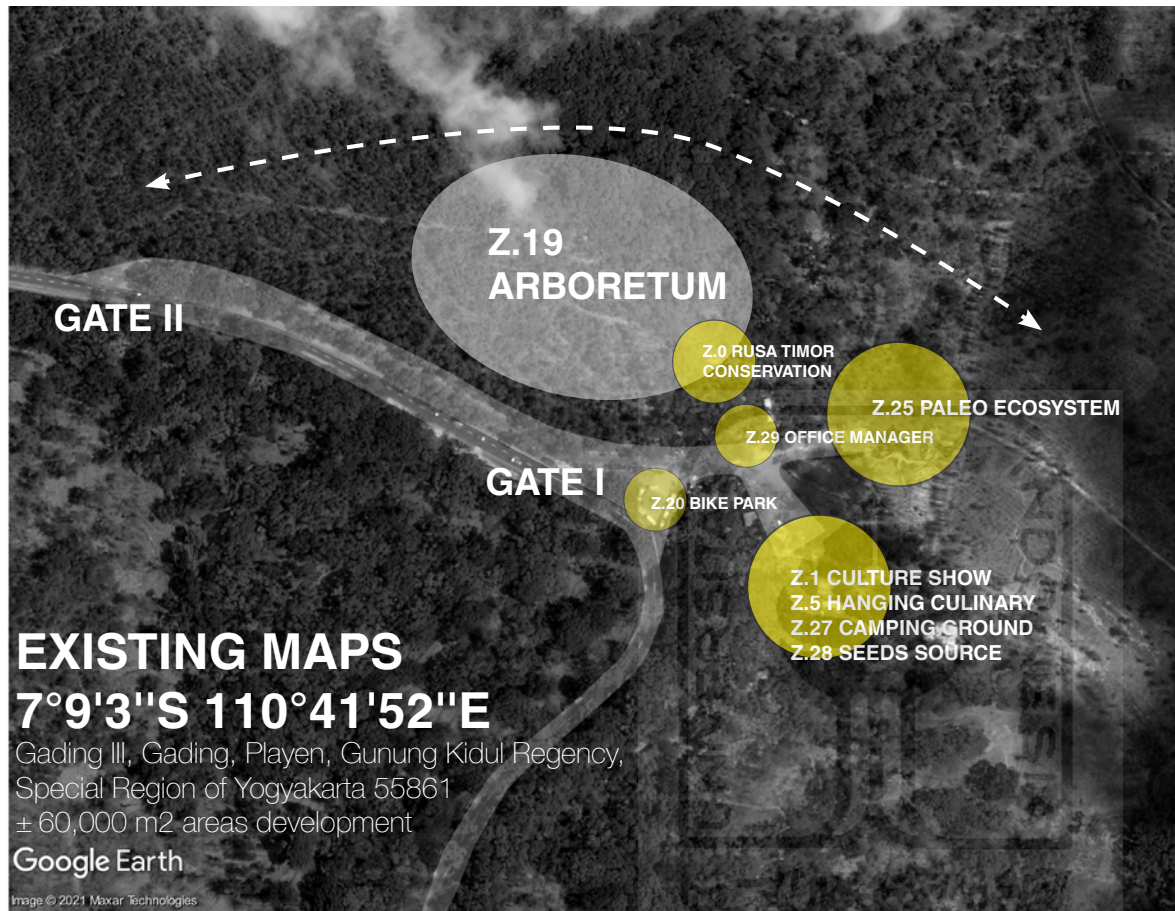 Z.19
ARBORETUM
GATE II
Z.0 RUSA TIMOR
CONSERVATION
Z.25 PALEO ECOSYSTEM
Z.29 OFFICE MANAGER
GATE I
Z.20 BIKE PARK
Z.1 CULTURE SHOW
Z.5 HANGING CULINARY
Z.27 CAMPING GROUND
Z.28 SEEDS SOURCE
EXISTING MAPS
7°9'3''S 110°41'52''E
Gading III, Gading, Playen, Gunung Kidul Regency,
Special Region of Yogyakarta 55861
± 60,000 m2 areas development
Google Earth
Image © 2021 Maxar Technologies